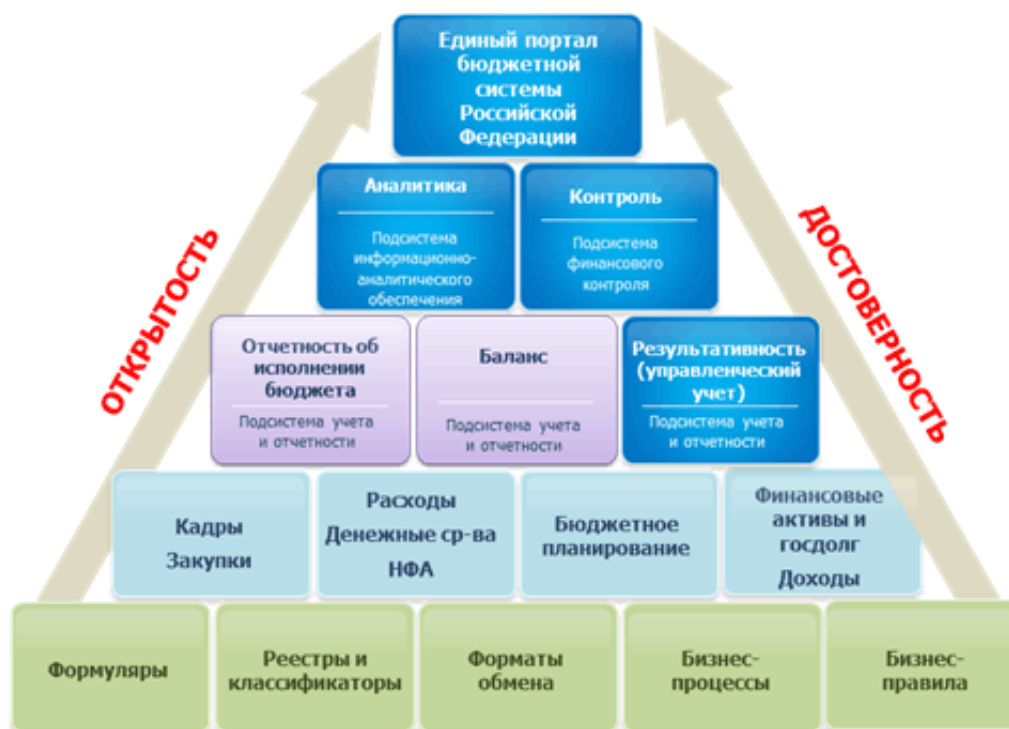 Единый портал
бюджетной
системы
Российской
Федерации
Аналитика
Подсистема
информационно-
аналитического
обеспечения
Контроль
Подсистема
финансового
контроля
ОТКРЫТОСТЬ
ДОСТОВЕРНОСТЬ
Отчетность об
исполнении
бюджета
Подсистема учета
и отчетности
Баланс
Подсистема учета
и отчетности
Результативность
(управленческий
учет)
Подсистема учета
и отчетности
Кадры
Закупки
Расходы
Денежные ср-ва
НФА
Бюджетное
планирование
Финансовые
активы и
госдолг
Доходы
Формуляры
Реестры и
классификаторы
Форматы
обмена
Бизнес-
процессы
Бизнес-
правила